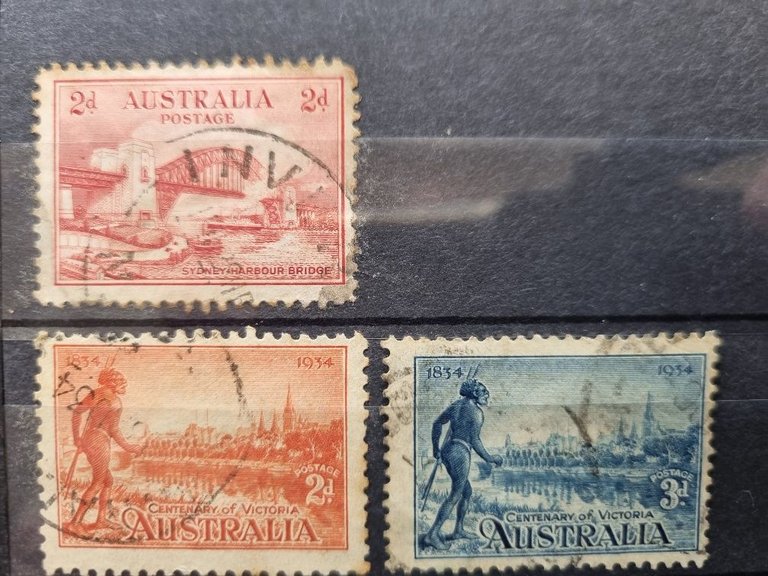 2d AUSTRALIA 2d
POSTAGE
SYDNEY HARBOUR BRIDGE
1834 1934
POSTAGE
2d.
CENTENARY of VICTORIA
AUSTRALIA
1834 1934
POSTAGE
3d.
CENTENARY of VICTORIA
AUSTRALIA